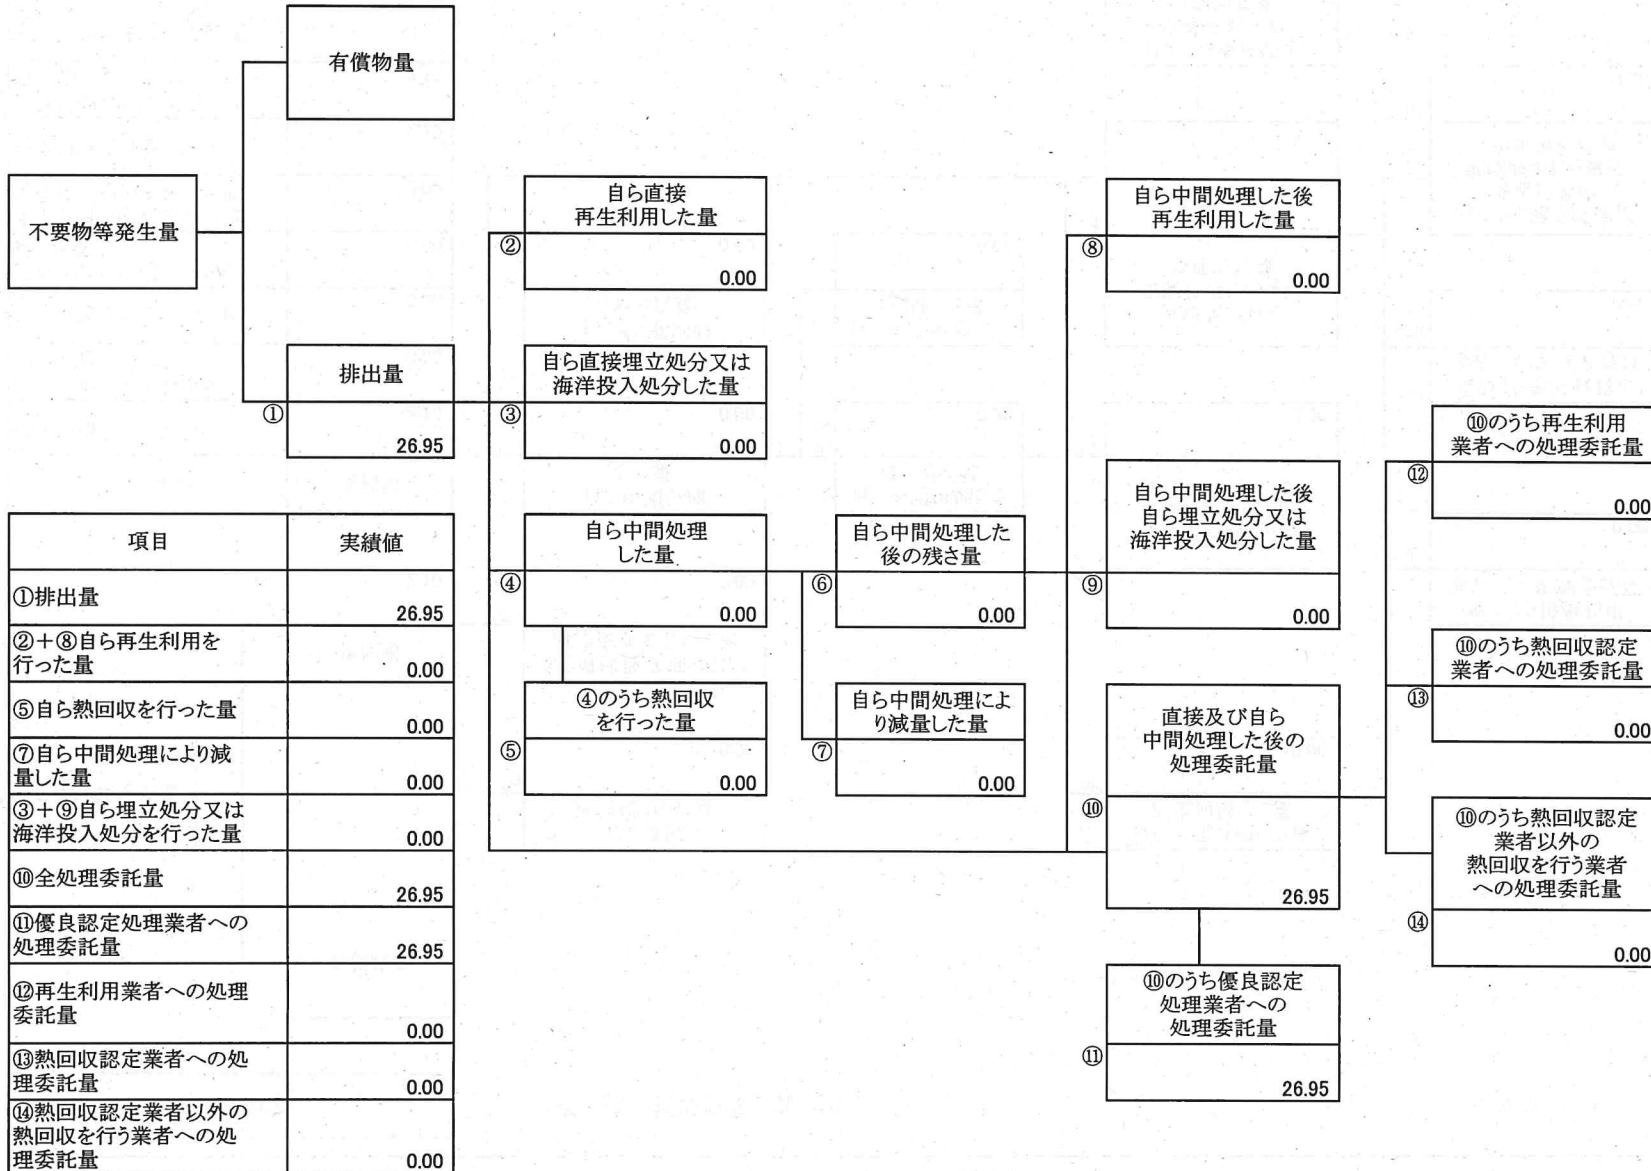 有償物量
不要物等発生量
排出量
①
26.95
自ら直接
再生利用した量
②
0.00
自ら直接埋立処分又は
海洋投入処分した量
③
0.00
自ら中間処理
した量
④
0.00
④のうち熱回収
を行った量
⑤
0.00
自ら中間処理した
後の残さ量
⑥
0.00
自ら中間処理によ
り減量した量
⑦
0.00
自ら中間処理した後
再生利用した量
⑧
0.00
自ら中間処理した後
自ら埋立処分又は
海洋投入処分した量
⑨
0.00
直接及び自ら
中間処理した後の
処理委託量
⑩
26.95
⑩のうち優良認定
処理業者への
処理委託量
⑪
26.95
⑩のうち再生利用
業者への処理委託量
⑫
0.00
⑩のうち熱回収認定
業者への処理委託量
⑬
0.00
⑩のうち熱回収認定
業者以外の
熱回収を行う業者
への処理委託量
⑭
0.00
項目 実績値
①排出量
26.95
②+⑧自ら再生利用を
行った量 0.00
⑤自ら熱回収を行った量
0.00
⑦自ら中間処理により減
量した量 0.00
③+⑨自ら埋立処分又は
海洋投入処分を行った量 0.00
⑩全処理委託量
26.95
⑪優良認定処理業者への
処理委託量 26.95
⑫再生利用業者への処理
委託量
0.00
⑬熱回収認定業者への処
理委託量 0.00
⑭熱回収認定業者以外の
熱回収を行う業者への処
理委託量 0.00